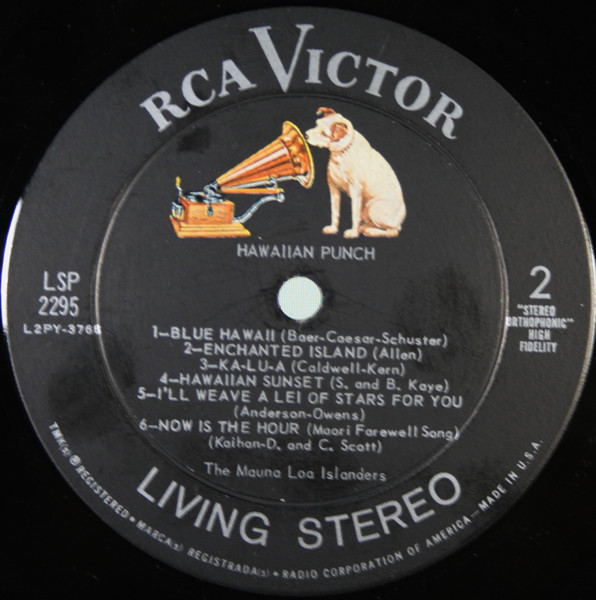 RCA VICTOR
HAWAIIAN PUNCH
LSP
2295
L2PY-3766
2
"STEREO
ORTHOPHONIC"
HIGH
FIDELITY
1—BLUE HAWAII (Baer-Caesar-Schuster)
2—ENCHANTED ISLAND (Allen)
3—KA-LU-A (Caldwell-Kern)
4—HAWAIIAN SUNSET (S. and B. Kaye)
5—I'LL WEAVE A LEI OF STARS FOR YOU
(Anderson-Owens)
6—NOW IS THE HOUR (Maori Farewell Song)
(Kaihan-D. and C. Scott)
The Mauna Loa Islanders
LIVING STEREO
TMK(s) ® REGISTERED • MARCA(s) REGISTRADA(s) • RADIO CORPORATION OF AMERICA—MADE IN U.S.A.